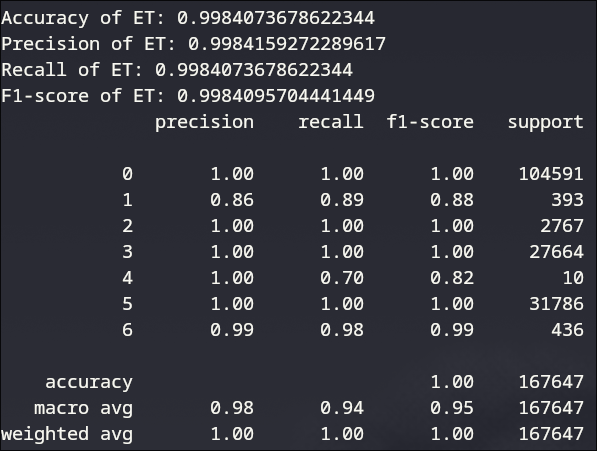 Accuracy of ET: 0.9984073678622344
Precision of ET: 0.9984159272289617
Recall of ET: 0.9984073678622344
F1-score of ET: 0.9984095704441449
precision recall f1-score support
0 1.00 1.00 1.00 104591
1 0.86 0.89 0.88 393
2 1.00 1.00 1.00 2767
3 1.00 1.00 1.00 27664
4 1.00 0.70 0.82 10
5 1.00 1.00 1.00 31786
6 0.99 0.98 0.99 436
accuracy 1.00 167647
macro avg 0.98 0.94 0.95 167647
weighted avg 1.00 1.00 1.00 167647